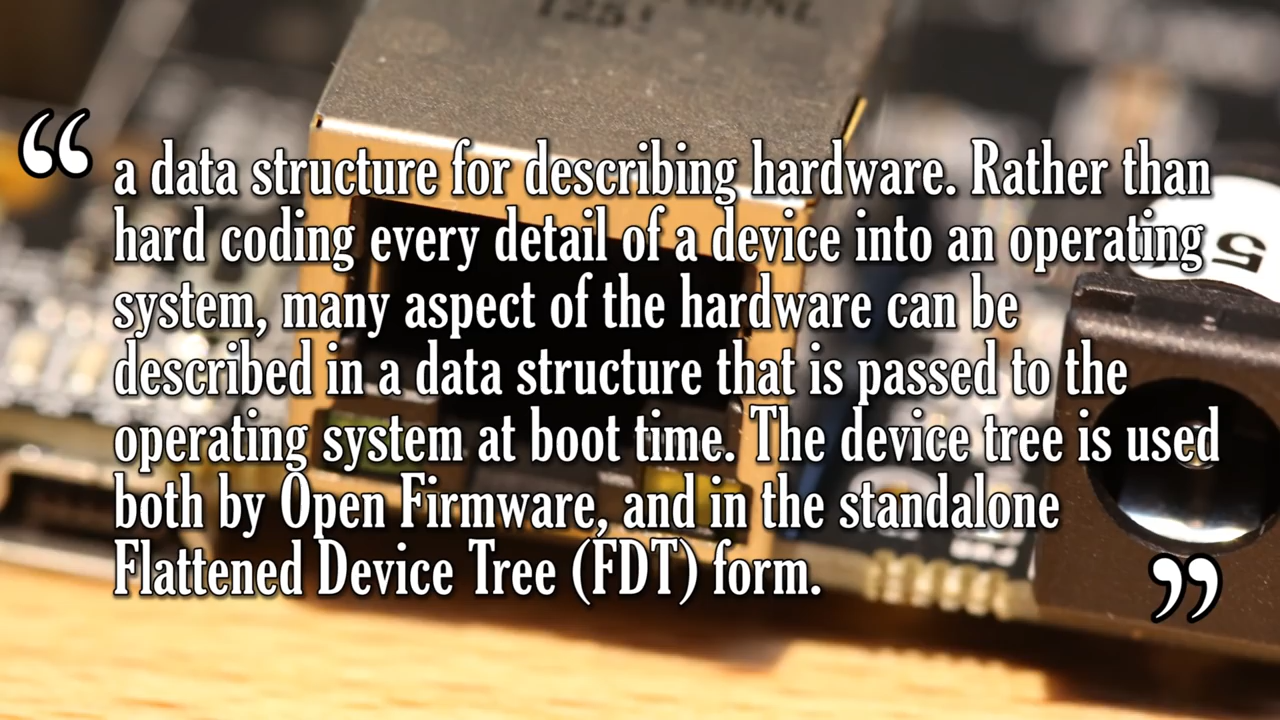 1251
“ a data structure for describing hardware. Rather than
hard coding every detail of a device into an operating
system, many aspect of the hardware can be
described in a data structure that is passed to the
operating system at boot time. The device tree is used
both by Open Firmware, and in the standalone
Flattened Device Tree (FDT) form. ”
5